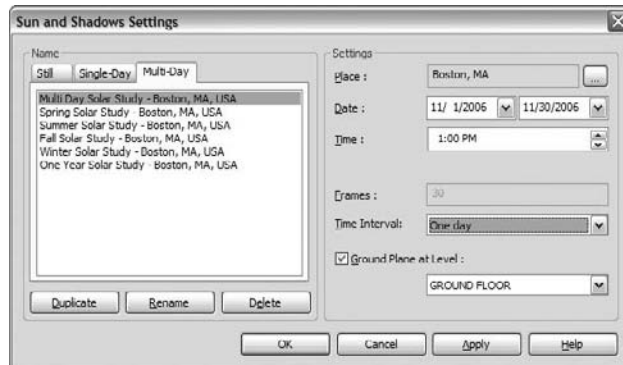 Sun and Shadows Settings
Name
Still Single-Day Multi-Day
Multi Day Solar Study - Boston, MA, USA
Spring Solar Study - Boston, MA, USA
Summer Solar Study - Boston, MA, USA
Fall Solar Study - Boston, MA, USA
Winter Solar Study - Boston, MA, USA
One Year Solar Study - Boston, MA, USA
Duplicate Rename Delete
Settings
Place : Boston, MA ...
Date : 11/ 1/2006 11/30/2006
Time : 1:00 PM
Frames : 30
Time Interval: One day
Ground Plane at Level :
GROUND FLOOR
OK Cancel Apply Help